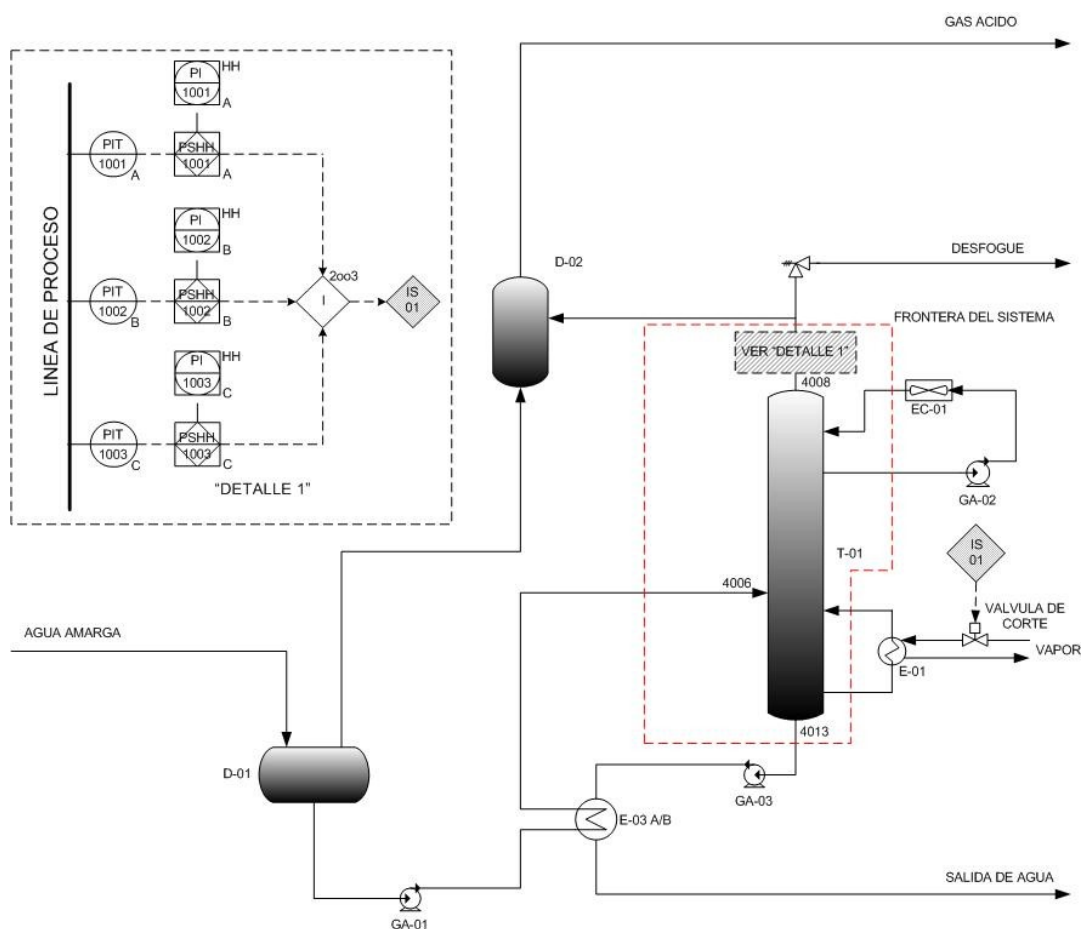 GAS ACIDO
PI
1001
HH
A
PIT
1001
A
PSHH
1001
A
LINEA DE PROCESO
PI
1002
HH
B
PIT
1002
B
PSHH
1002
B
2oo3
I
IS
01
PI
1003
HH
C
PIT
1003
C
PSHH
1003
C
"DETALLE 1"
D-02
DESFOGUE
FRONTERA DEL SISTEMA
VER "DETALLE 1"
4008
EC-01
GA-02
IS
01
T-01
4006
VALVULA DE
CORTE
VAPOR
E-01
AGUA AMARGA
4013
D-01
GA-03
E-03 A/B
SALIDA DE AGUA
GA-01